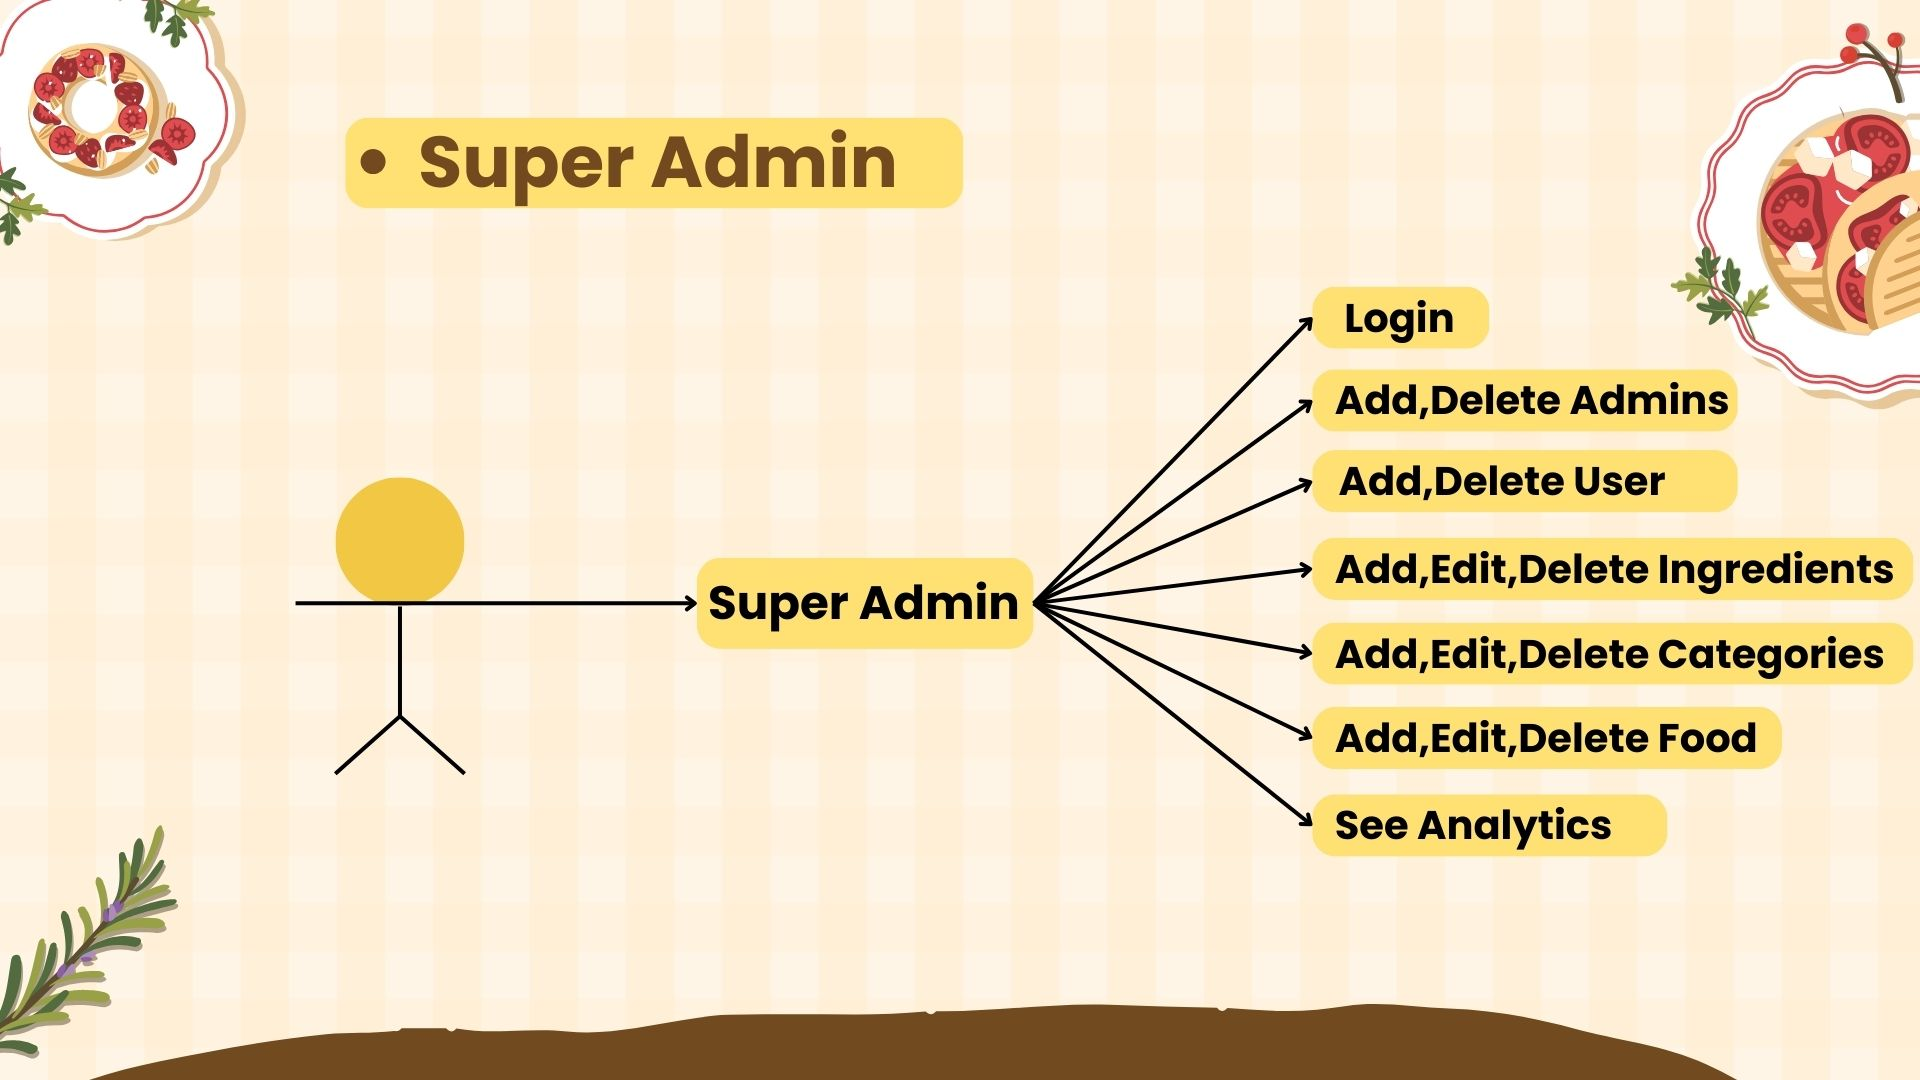 • Super Admin
Login
Add,Delete Admins
Add,Delete User
Super Admin
Add,Edit,Delete Ingredients
Add,Edit,Delete Categories
Add,Edit,Delete Food
See Analytics